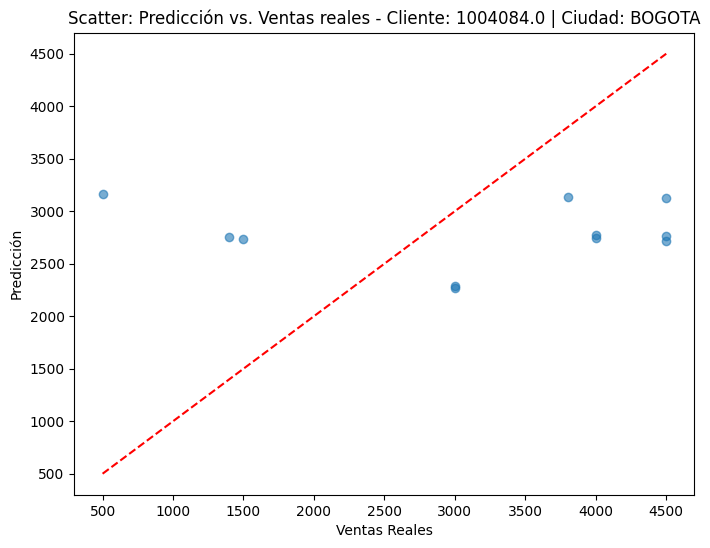 Scatter: Predicción vs. Ventas reales - Cliente: 1004084.0 | Ciudad: BOGOTA
4500
4000
3500
3000
2500
2000
1500
1000
500
Predicción
500 1000 1500 2000 2500 3000 3500 4000 4500
Ventas Reales